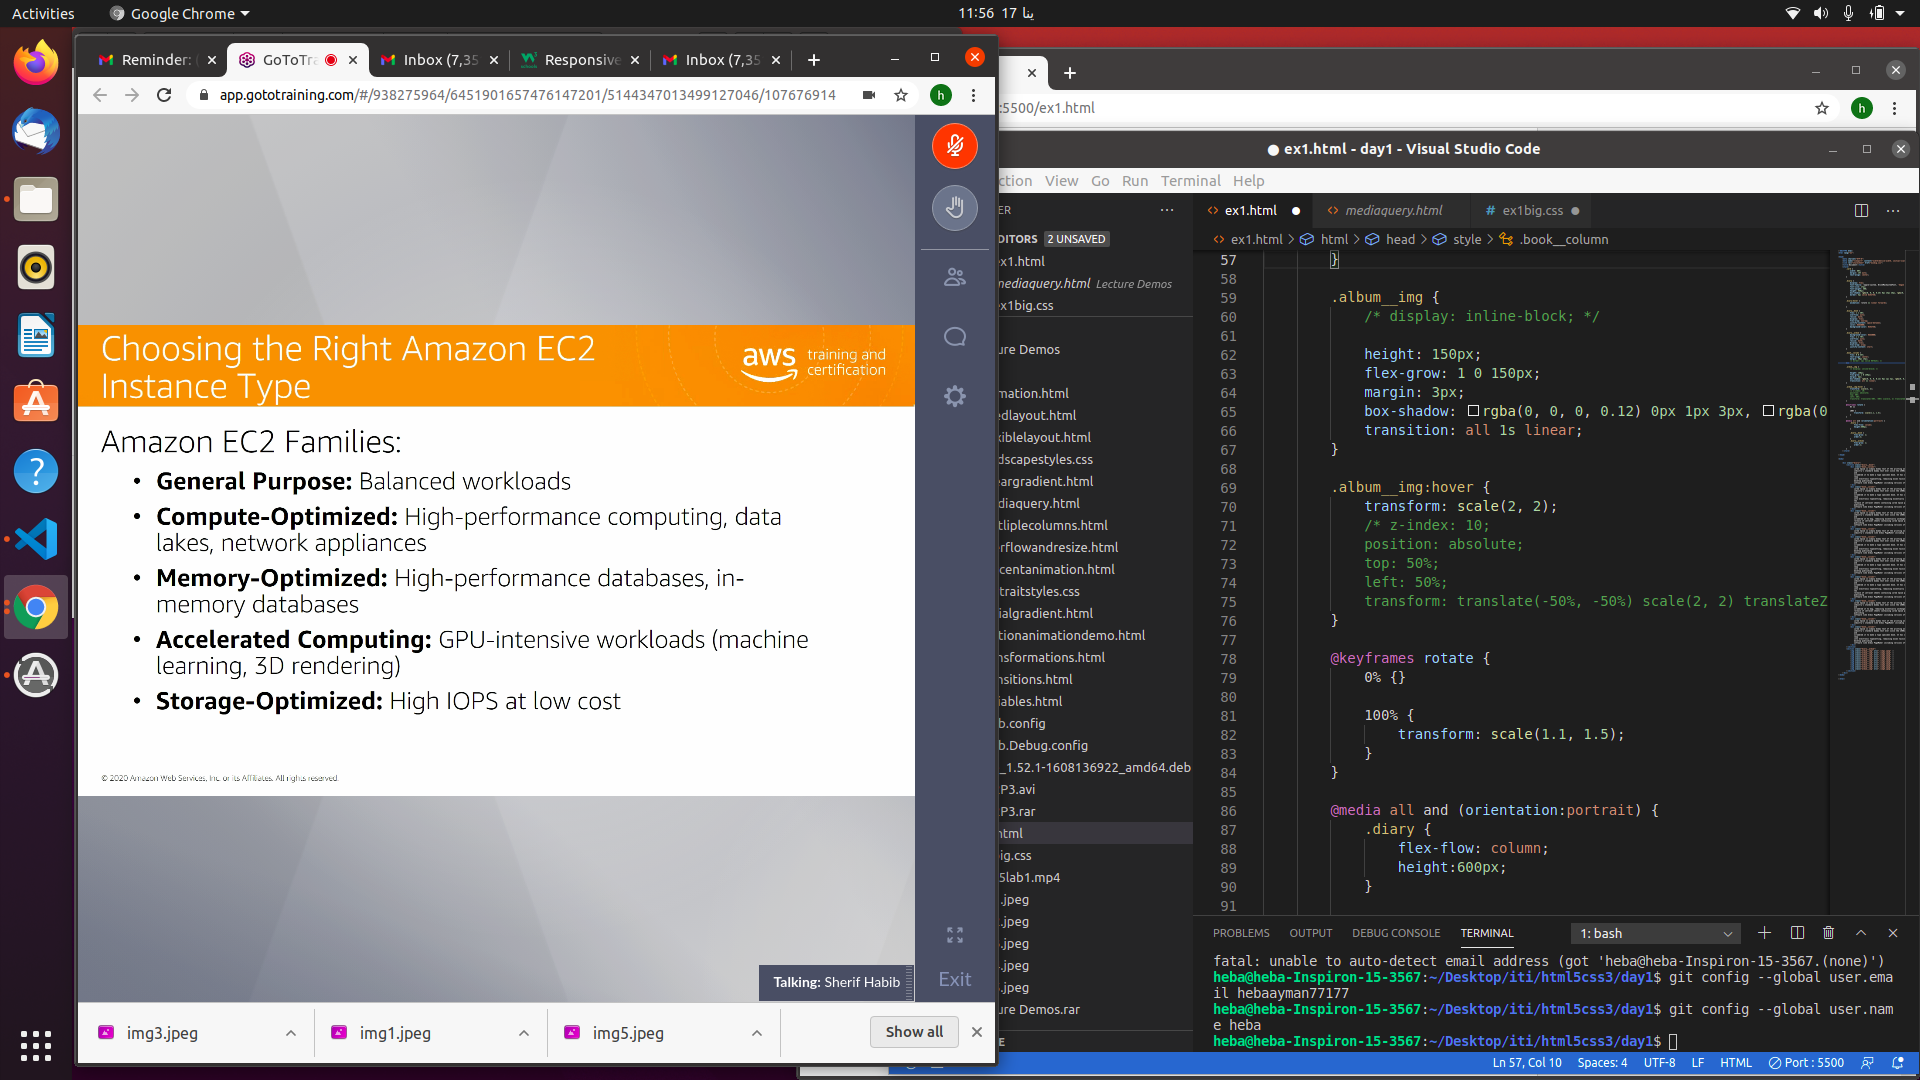 Activities
Google Chrome
11:56 17 ينا
Reminder: (
GoToTra
Inbox (7,35
Responsive
Inbox (7,35
app.gototraining.com/#/938275964/6451901657476147201/5144347013499127046/107676914
h
Choosing the Right Amazon EC2
Instance Type
aws training and
certification
Amazon EC2 Families:
• General Purpose: Balanced workloads
• Compute-Optimized: High-performance computing, data
lakes, network appliances
• Memory-Optimized: High-performance databases, in-
memory databases
• Accelerated Computing: GPU-intensive workloads (machine
learning, 3D rendering)
• Storage-Optimized: High IOPS at low cost
© 2020 Amazon Web Services, Inc. or its Affiliates. All rights reserved.
Talking: Sherif Habib
Exit
img3.jpeg
img1.jpeg
img5.jpeg
Show all
:5500/ex1.html
h
ex1.html - day1 - Visual Studio Code
ction View Go Run Terminal Help
ER
DITORS 2 UNSAVED
ex1.html
mediaquery.html Lecture Demos
ex1big.css
ure Demos
mation.html
edlayout.html
xiblelayout.html
dscapestyles.css
eargradient.html
diaquery.html
ltiplecolumns.html
erflowandresize.html
centanimation.html
traitstyles.css
ialgradient.html
tionanimationdemo.html
nsformations.html
nsitions.html
iables.html
b.config
b.Debug.config
_1.52.1-1608136922_amd64.deb
P3.avi
P3.rar
html
ig.css
5lab1.mp4
.jpeg
.jpeg
.jpeg
.jpeg
.jpeg
ure Demos.rar
E
ex1.html
mediaquery.html
# ex1big.css
ex1.html > html > head > style > .book__column
57 }
58
59 .album__img {
60 /* display: inline-block; */
61
62 height: 150px;
63 flex-grow: 1 0 150px;
64 margin: 3px;
65 box-shadow: rgba(0, 0, 0, 0.12) 0px 1px 3px, rgba(0
66 transition: all 1s linear;
67 }
68
69 .album__img:hover {
70 transform: scale(2, 2);
71 /* z-index: 10;
72 position: absolute;
73 top: 50%;
74 left: 50%;
75 transform: translate(-50%, -50%) scale(2, 2) translateZ
76 }
77
78 @keyframes rotate {
79 0% {}
80
81 100% {
82 transform: scale(1.1, 1.5);
83 }
84 }
85
86 @media all and (orientation:portrait) {
87 .diary {
88 flex-flow: column;
89 height:600px;
90 }
91
PROBLEMS OUTPUT DEBUG CONSOLE TERMINAL
1: bash
fatal: unable to auto-detect email address (got 'heba@heba-Inspiron-15-3567.(none)')
heba@heba-Inspiron-15-3567:~/Desktop/iti/html5css3/day1$ git config --global user.ema
il hebaayman77177
heba@heba-Inspiron-15-3567:~/Desktop/iti/html5css3/day1$ git config --global user.nam
e heba
heba@heba-Inspiron-15-3567:~/Desktop/iti/html5css3/day1$
Ln 57, Col 10 Spaces: 4 UTF-8 LF HTML Port : 5500